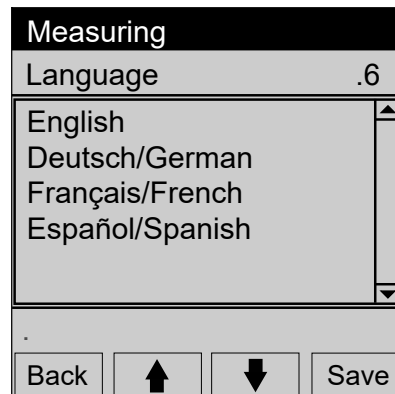 Measuring
Language .6
English
Deutsch/German
Français/French
Español/Spanish
.
Back Save